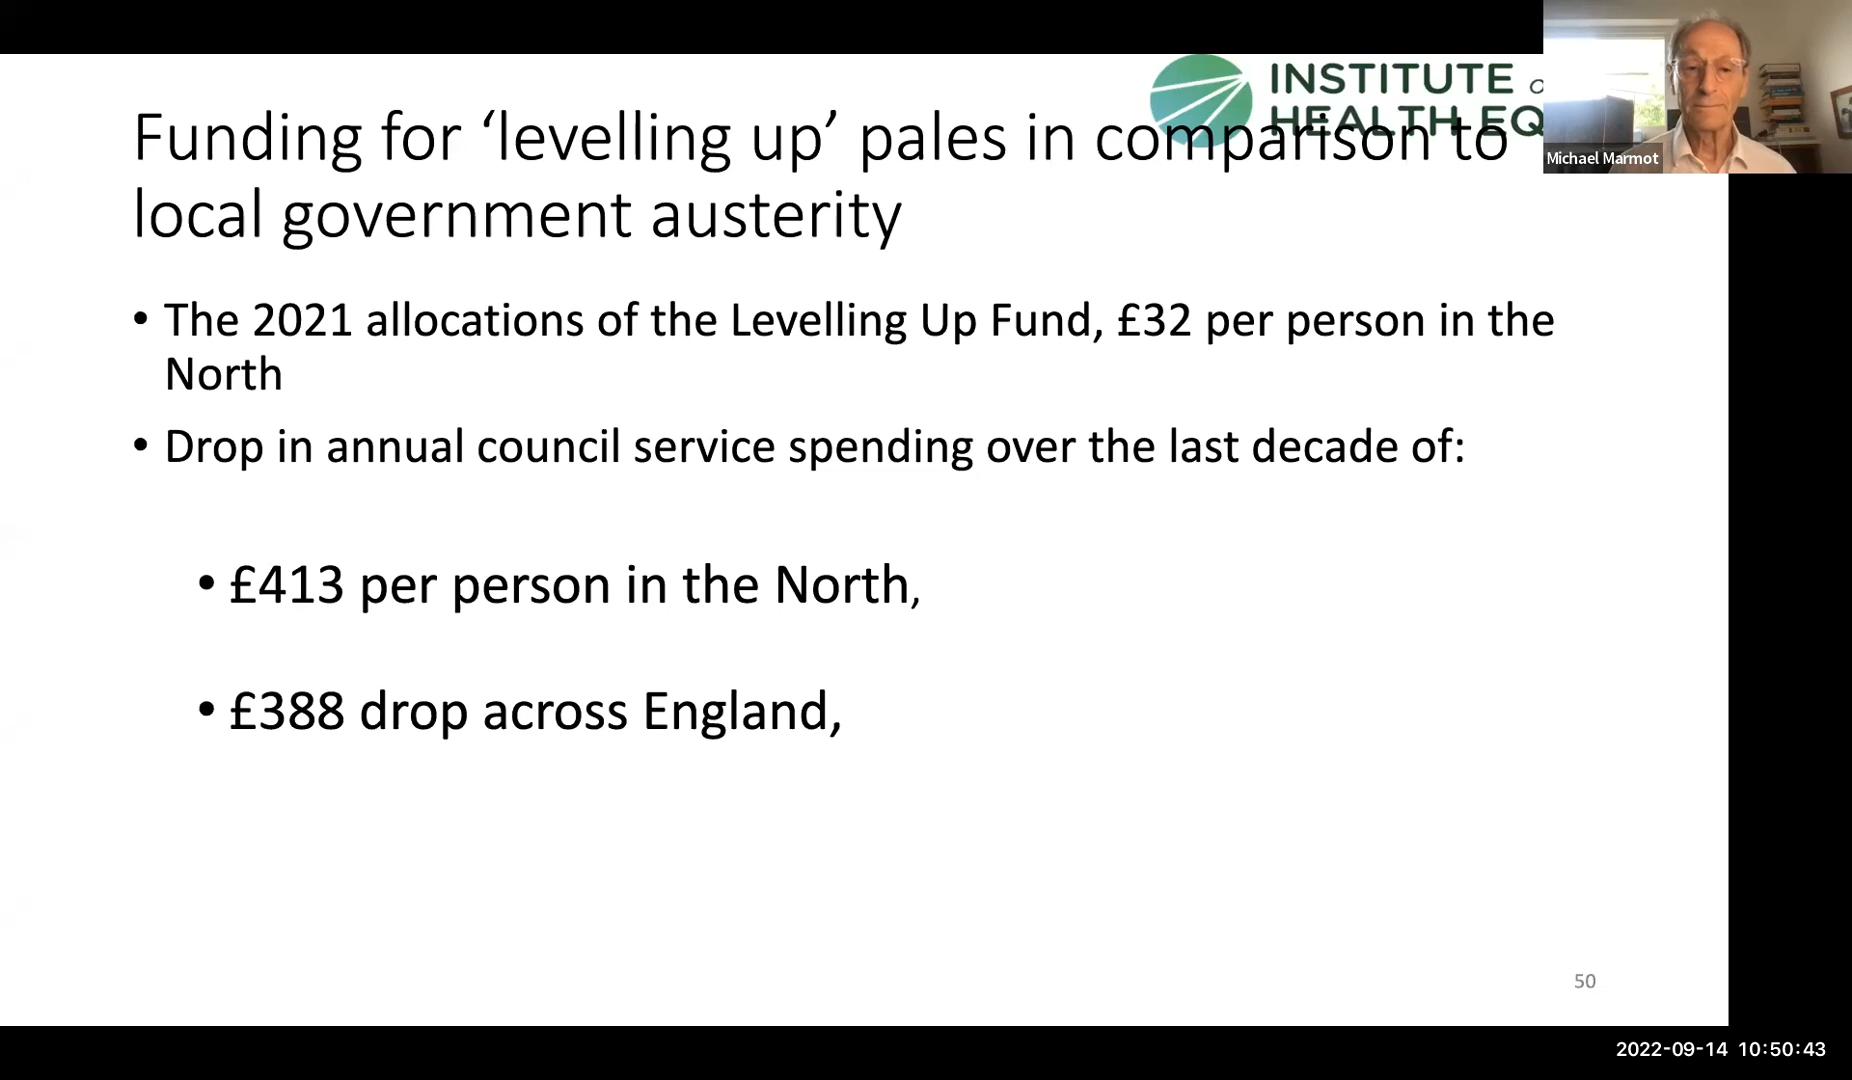 INSTITUTE
HEALTH EQ
Michael Marmot
Funding for ‘levelling up’ pales in comparison to
local government austerity
• The 2021 allocations of the Levelling Up Fund, £32 per person in the
North
• Drop in annual council service spending over the last decade of:
• £413 per person in the North,
• £388 drop across England,
50
2022-09-14 10:50:43